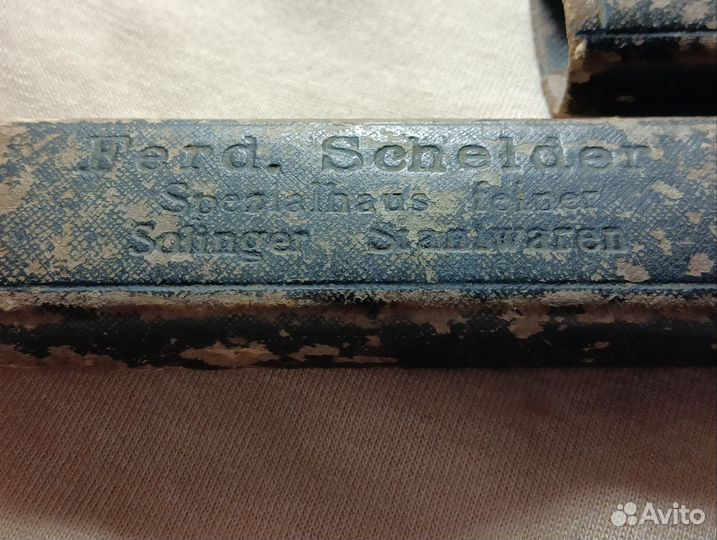 Ferd. Schelder
Spezialhaus feiner
Solinger Stahlwaren
Avito